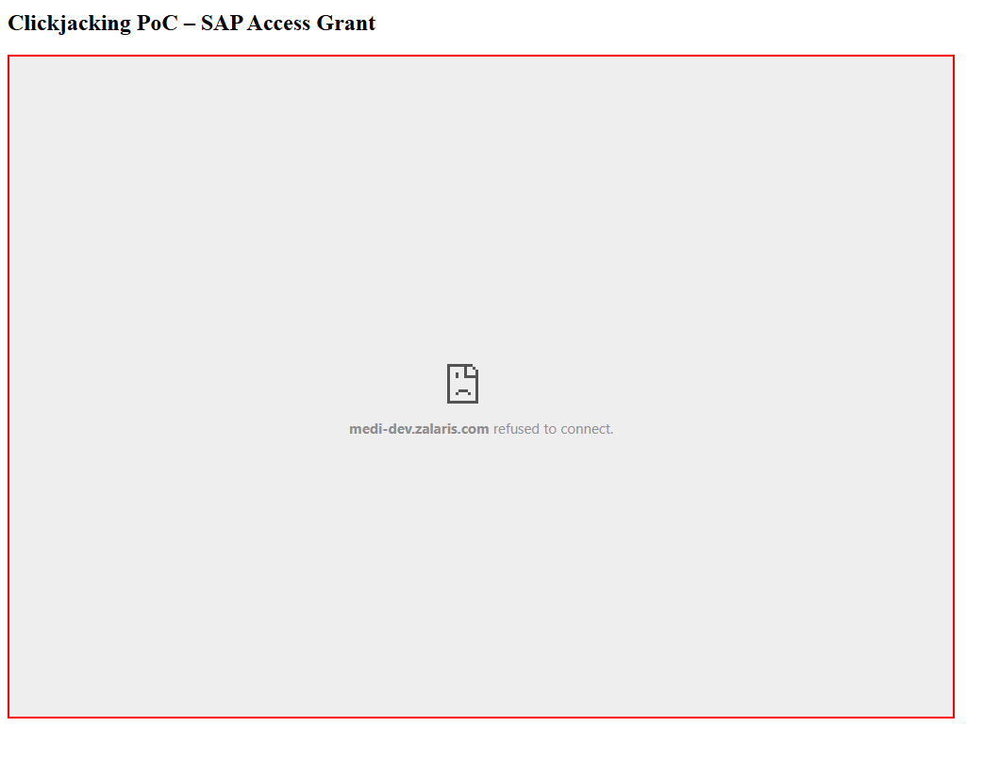 Clickjacking PoC – SAP Access Grant
medi-dev.zalaris.com refused to connect.